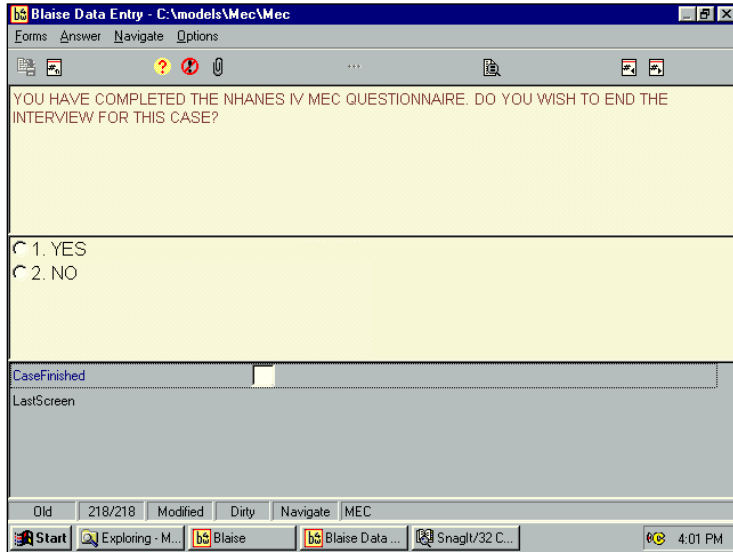 Blaise Data Entry - C:\models\Mec\Mec
Forms Answer Navigate Options
YOU HAVE COMPLETED THE NHANES IV MEC QUESTIONNAIRE. DO YOU WISH TO END THE
INTERVIEW FOR THIS CASE?
1. YES
2. NO
CaseFinished
LastScreen
Old 218/218 Modified Dirty Navigate MEC
Start Exploring - M... Blaise Blaise Data ... SnagIt/32 C... 4:01 PM